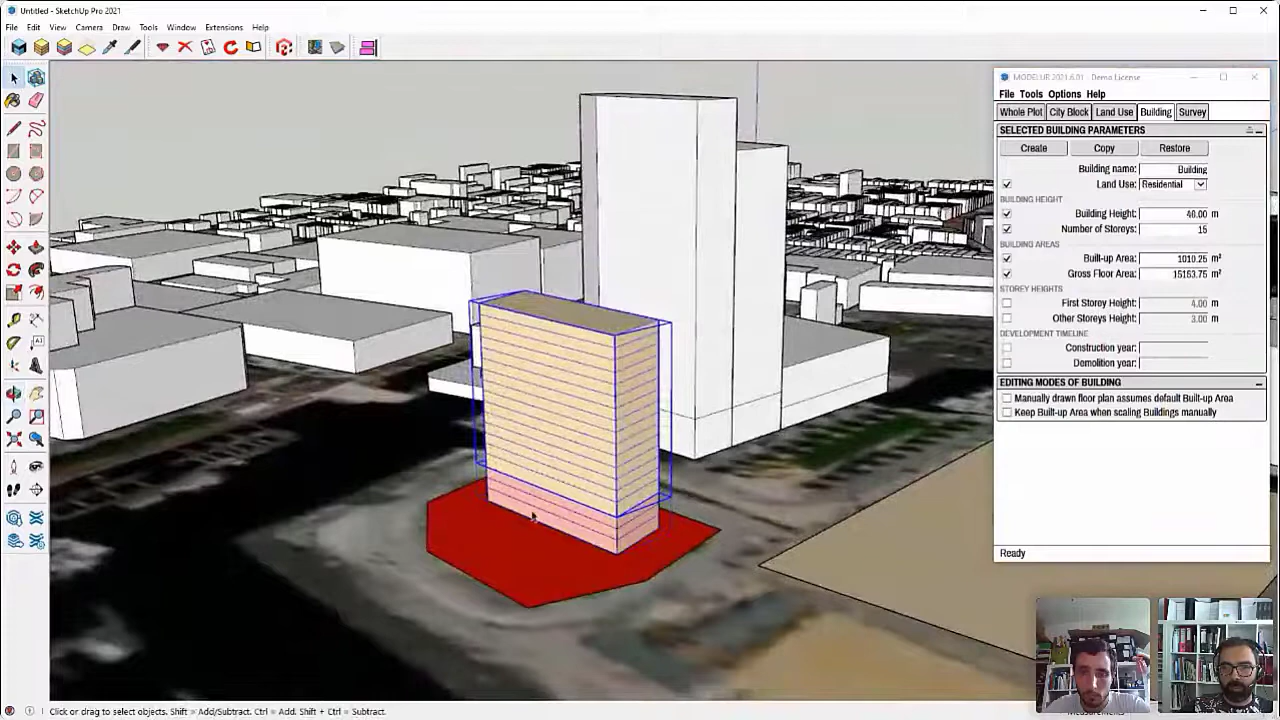 Untitled - SketchUp Pro 2021
File Edit View Camera Draw Tools Window Extensions Help
MODELUR 2021.6.01 - Demo License
File Tools Options Help
Whole Plot City Block Land Use Building Survey
SELECTED BUILDING PARAMETERS
Create Copy Restore
Building name: Building
Land Use: Residential
BUILDING HEIGHT
Building Height: 46.00 m
Number of Storeys: 15
BUILDING AREAS
Built-up Area: 1010.25 m²
Gross Floor Area: 15153.75 m²
STOREY HEIGHTS
First Storey Height: 4.00 m
Other Storeys Height: 3.00 m
DEVELOPMENT TIMELINE
Construction year:
Demolition year:
EDITING MODES OF BUILDING
Manually drawn floor plan assumes default Built-up Area
Keep Built-up Area when scaling Buildings manually
Ready
Click or drag to select objects. Shift = Add/Subtract. Ctrl = Add. Shift + Ctrl = Subtract.